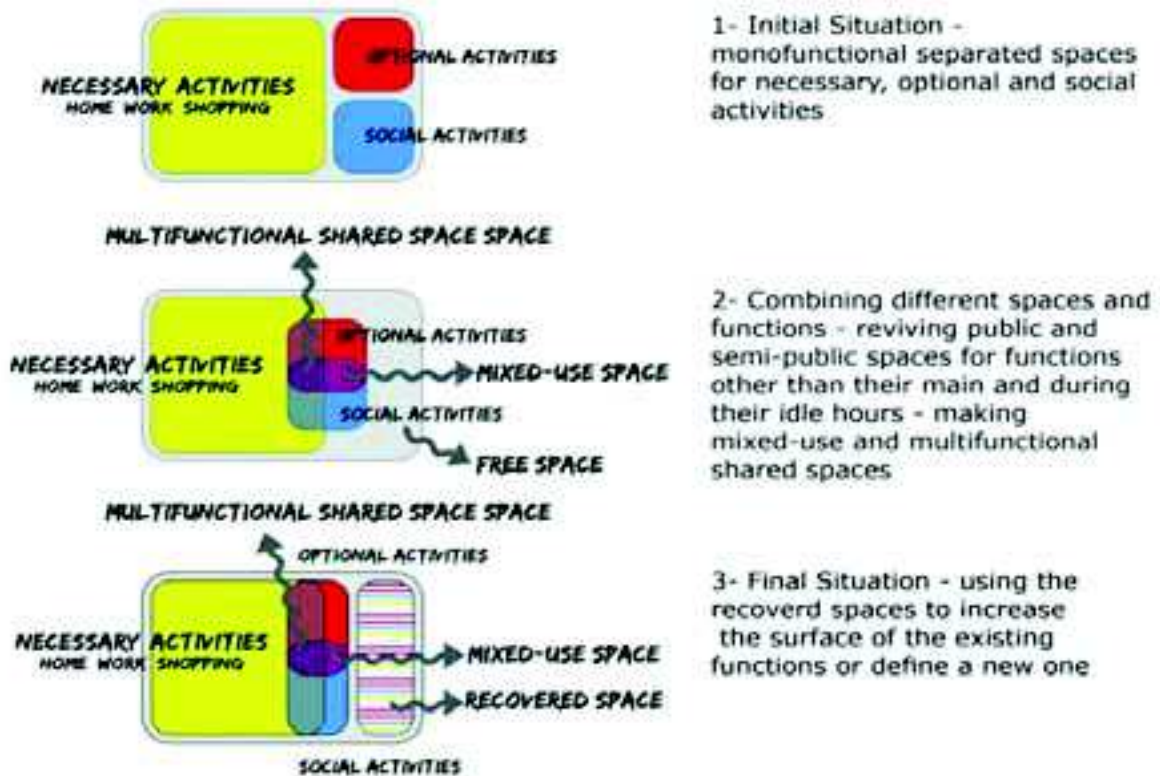 OPTIONAL ACTIVITIES
NECESSARY ACTIVITIES
HOME WORK SHOPPING
SOCIAL ACTIVITIES
1- Initial Situation -
monofunctional separated spaces
for necessary, optional and social
activities
MULTIFUNCTIONAL SHARED SPACE SPACE
OPTIONAL ACTIVITIES
NECESSARY ACTIVITIES
HOME WORK SHOPPING
MIXED-USE SPACE
SOCIAL ACTIVITIES
FREE SPACE
2- Combining different spaces and
functions - reviving public and
semi-public spaces for functions
other than their main and during
their idle hours - making
mixed-use and multifunctional
shared spaces
MULTIFUNCTIONAL SHARED SPACE SPACE
OPTIONAL ACTIVITIES
NECESSARY ACTIVITIES
HOME WORK SHOPPING
MIXED-USE SPACE
RECOVERED SPACE
SOCIAL ACTIVITIES
3- Final Situation - using the
recoverd spaces to increase
the surface of the existing
functions or define a new one